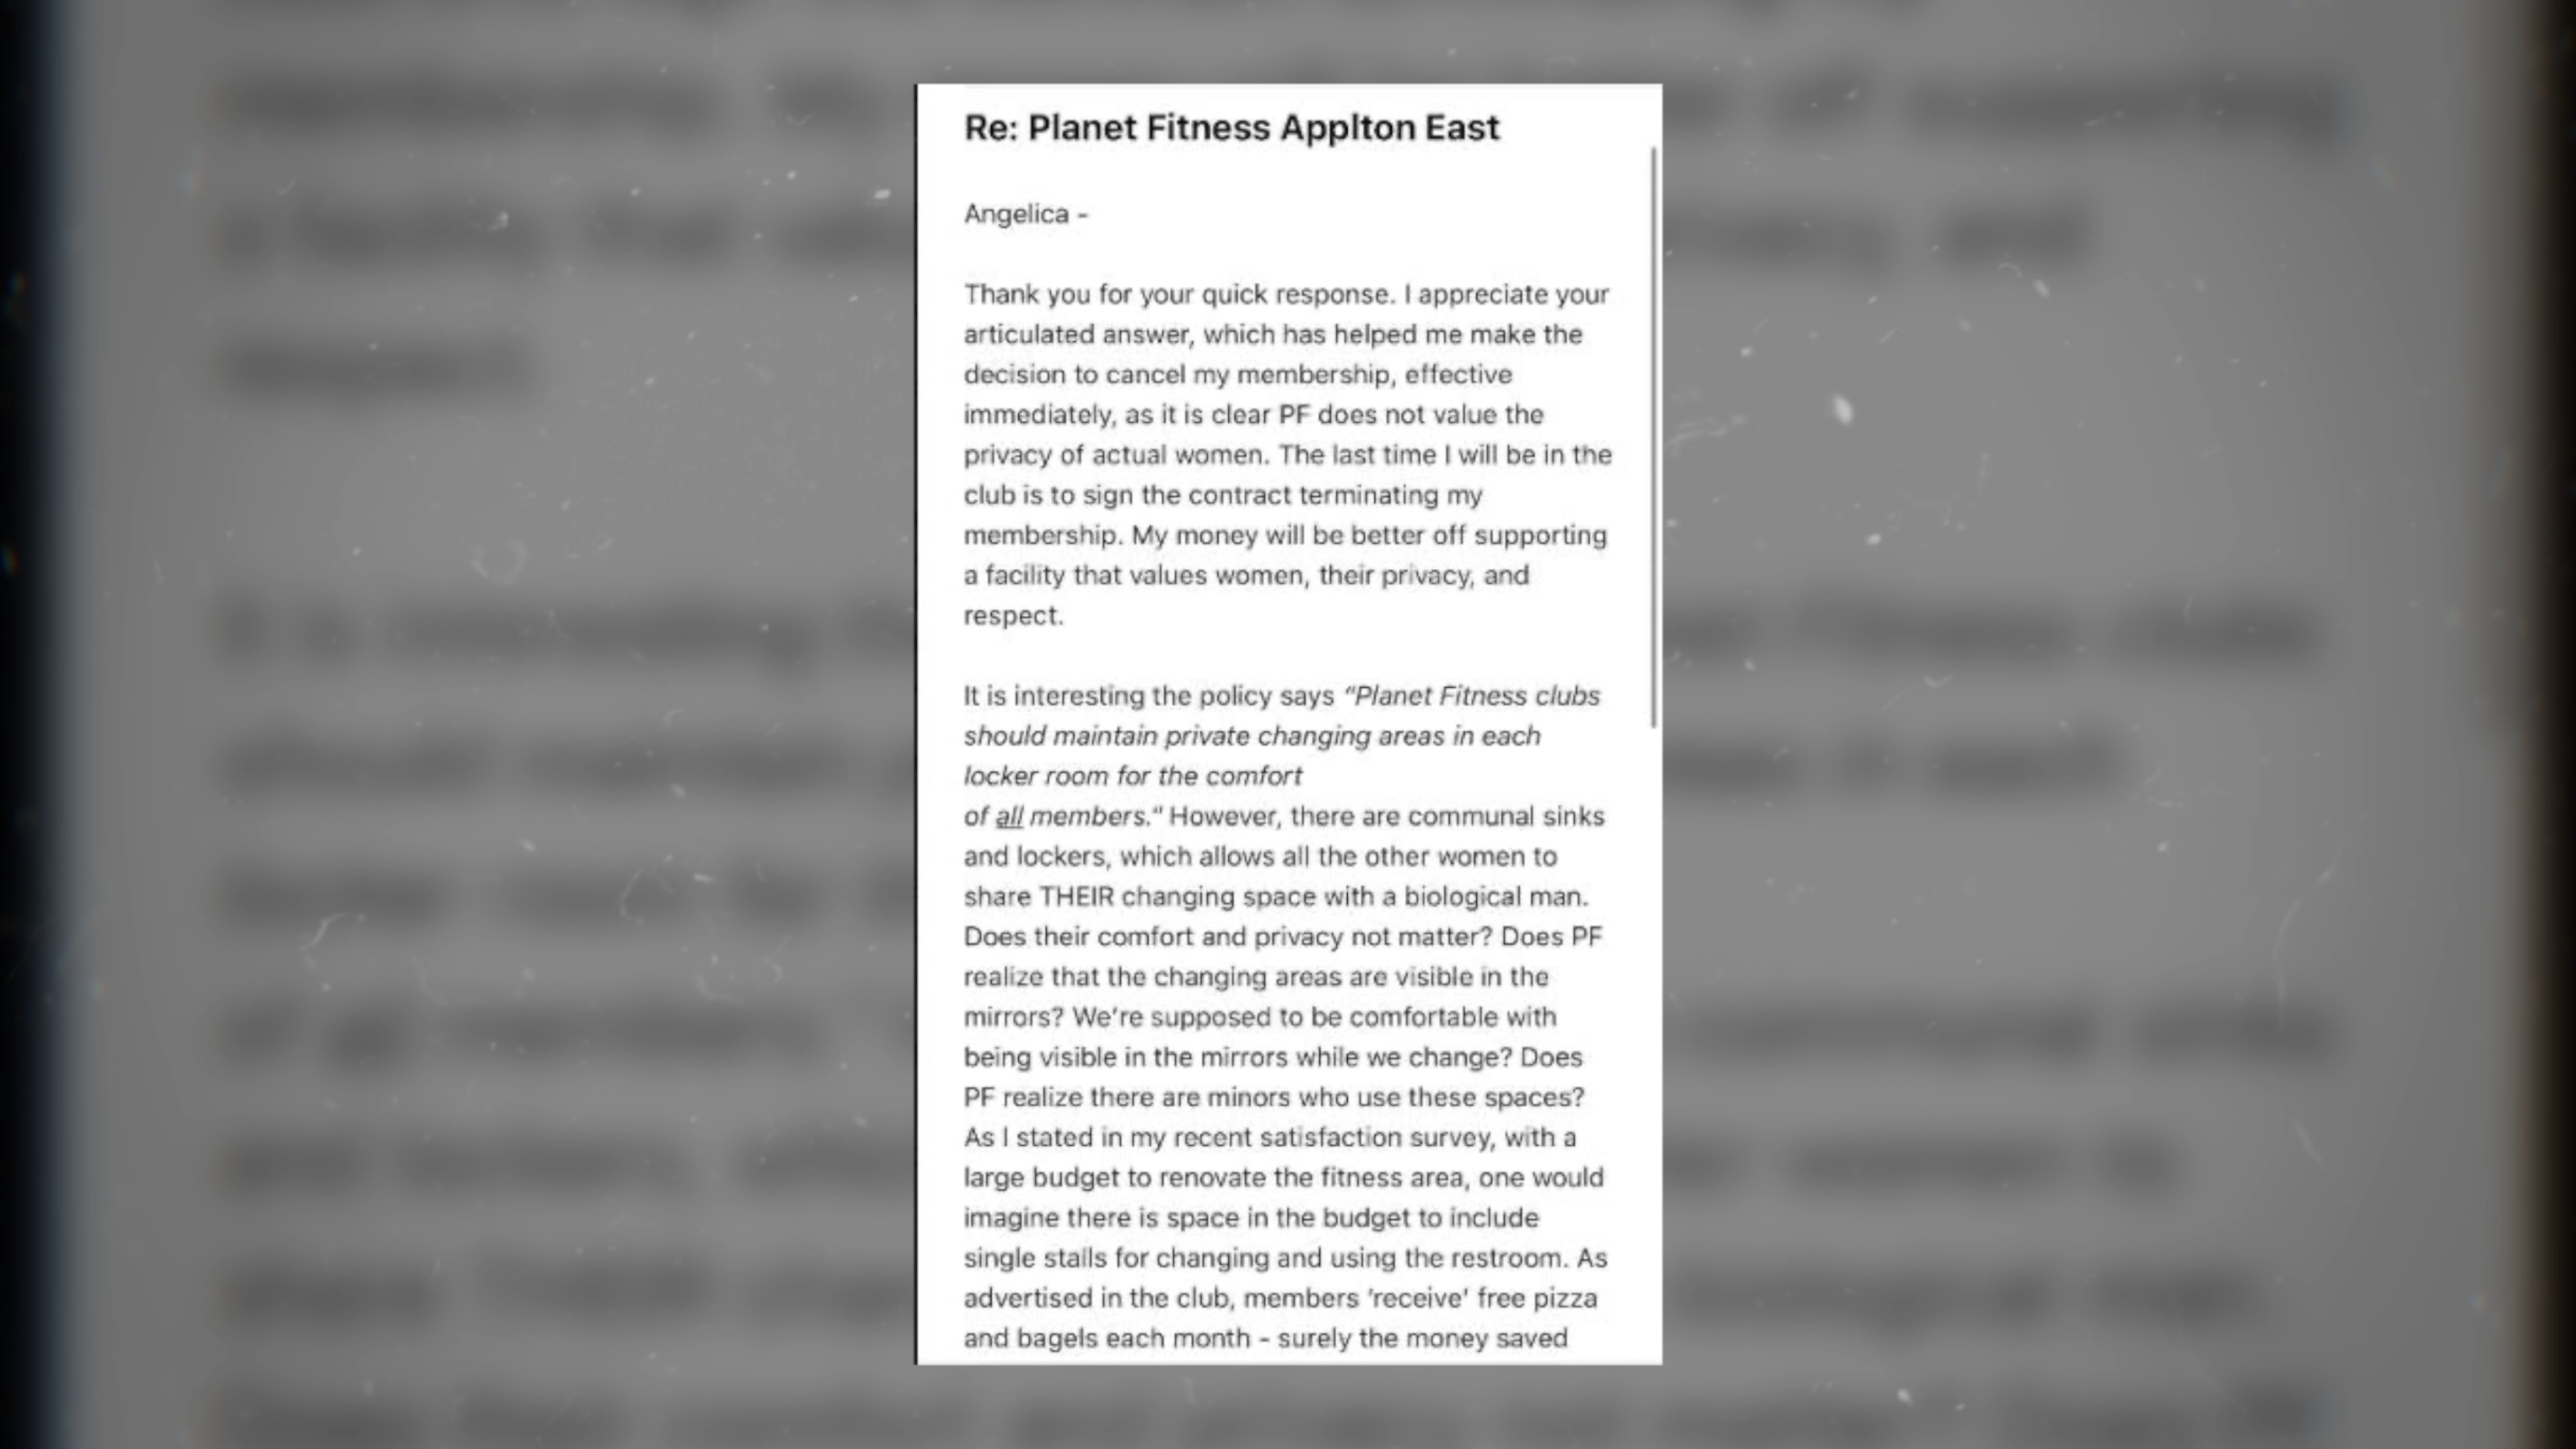 Re: Planet Fitness Applton East
Angelica -
Thank you for your quick response. I appreciate your
articulated answer, which has helped me make the
decision to cancel my membership, effective
immediately, as it is clear PF does not value the
privacy of actual women. The last time I will be in the
club is to sign the contract terminating my
membership. My money will be better off supporting
a facility that values women, their privacy, and
respect.
It is interesting the policy says “Planet Fitness clubs
should maintain private changing areas in each
locker room for the comfort
of all members." However, there are communal sinks
and lockers, which allows all the other women to
share THEIR changing space with a biological man.
Does their comfort and privacy not matter? Does PF
realize that the changing areas are visible in the
mirrors? We're supposed to be comfortable with
being visible in the mirrors while we change? Does
PF realize there are minors who use these spaces?
As I stated in my recent satisfaction survey, with a
large budget to renovate the fitness area, one would
imagine there is space in the budget to include
single stalls for changing and using the restroom. As
advertised in the club, members 'receive' free pizza
and bagels each month - surely the money saved